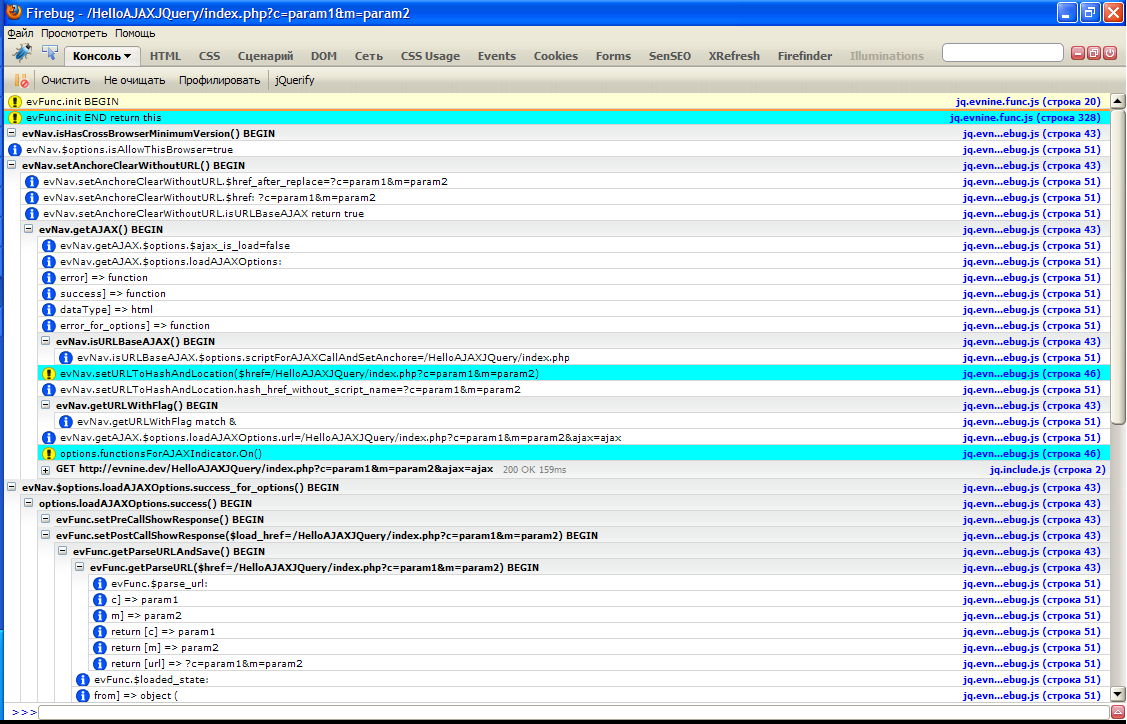 Firebug - /HelloAJAXJQuery/index.php?c=param1&m=param2
Файл Просмотреть Помощь
Консоль HTML CSS Сценарий DOM Сеть CSS Usage Events Cookies Forms SenSEO XRefresh Firefinder Illuminations
Очистить Не очищать Профилировать jQuerify
evFunc.init BEGIN jq.evnine.func.js (строка 20)
evFunc.init END return this jq.evnine.func.js (строка 328)
evNav.isHasCrossBrowserMinimumVersion() BEGIN jq.evn...ebug.js (строка 43)
evNav.$options.isAllowThisBrowser=true jq.evn...ebug.js (строка 51)
evNav.setAnchoreClearWithoutURL() BEGIN jq.evn...ebug.js (строка 43)
evNav.setAnchoreClearWithoutURL.$href_after_replace=?c=param1&m=param2 jq.evn...ebug.js (строка 51)
evNav.setAnchoreClearWithoutURL.$href: ?c=param1&m=param2 jq.evn...ebug.js (строка 51)
evNav.setAnchoreClearWithoutURL.isURLBaseAJAX return true jq.evn...ebug.js (строка 51)
evNav.getAJAX() BEGIN jq.evn...ebug.js (строка 43)
evNav.getAJAX.$options.$ajax_is_load=false jq.evn...ebug.js (строка 51)
evNav.getAJAX.$options.loadAJAXOptions: jq.evn...ebug.js (строка 51)
error] => function jq.evn...ebug.js (строка 51)
success] => function jq.evn...ebug.js (строка 51)
dataType] => html jq.evn...ebug.js (строка 51)
error_for_options] => function jq.evn...ebug.js (строка 51)
evNav.isURLBaseAJAX() BEGIN jq.evn...ebug.js (строка 43)
evNav.isURLBaseAJAX.$options.scriptForAJAXCallAndSetAnchore=/HelloAJAXJQuery/index.php jq.evn...ebug.js (строка 51)
evNav.setURLToHashAndLocation($href=/HelloAJAXJQuery/index.php?c=param1&m=param2) jq.evn...ebug.js (строка 46)
evNav.setURLToHashAndLocation.hash_href_without_script_name=?c=param1&m=param2 jq.evn...ebug.js (строка 51)
evNav.getURLWithFlag() BEGIN jq.evn...ebug.js (строка 43)
evNav.getURLWithFlag match & jq.evn...ebug.js (строка 51)
evNav.getAJAX.$options.loadAJAXOptions.url=/HelloAJAXJQuery/index.php?c=param1&m=param2&ajax=ajax jq.evn...ebug.js (строка 51)
options.functionsForAJAXIndicator.On() jq.evn...ebug.js (строка 46)
GET http://evnine.dev/HelloAJAXJQuery/index.php?c=param1&m=param2&ajax=ajax 200 OK 159ms jq.include.js (строка 2)
evNav.$options.loadAJAXOptions.success_for_options() BEGIN jq.evn...ebug.js (строка 43)
options.loadAJAXOptions.success() BEGIN jq.evn...ebug.js (строка 43)
evFunc.setPreCallShowResponse() BEGIN jq.evn...ebug.js (строка 43)
evFunc.setPostCallShowResponse($load_href=/HelloAJAXJQuery/index.php?c=param1&m=param2) BEGIN jq.evn...ebug.js (строка 43)
evFunc.getParseURLAndSave() BEGIN jq.evn...ebug.js (строка 43)
evFunc.getParseURL($href=/HelloAJAXJQuery/index.php?c=param1&m=param2) BEGIN jq.evn...ebug.js (строка 43)
evFunc.$parse_url: jq.evn...ebug.js (строка 51)
c] => param1 jq.evn...ebug.js (строка 51)
m] => param2 jq.evn...ebug.js (строка 51)
return [c] => param1 jq.evn...ebug.js (строка 51)
return [m] => param2 jq.evn...ebug.js (строка 51)
return [url] => ?c=param1&m=param2 jq.evn...ebug.js (строка 51)
evFunc.$loaded_state: jq.evn...ebug.js (строка 51)
from] => object ( jq.evn...ebug.js (строка 51)
>>>